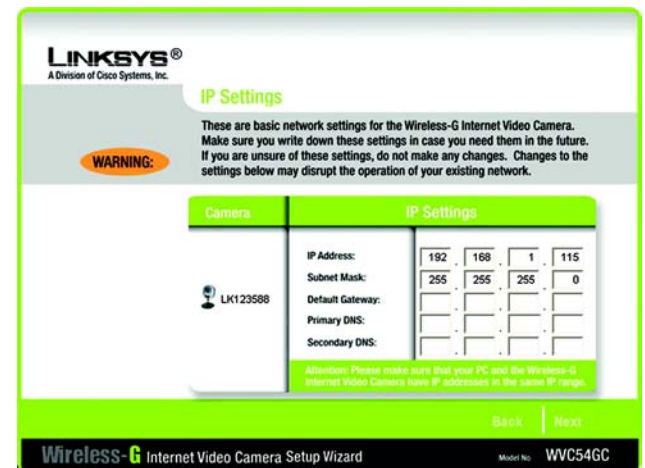 LINKSYS®
A Division of Cisco Systems, Inc.
IP Settings
WARNING:
These are basic network settings for the Wireless-G Internet Video Camera.
Make sure you write down these settings in case you need them in the future.
If you are unsure of these settings, do not make any changes. Changes to the
settings below may disrupt the operation of your existing network.
Camera
IP Settings
LK123588
IP Address: 192 . 168 . 1 . 115
Subnet Mask: 255 . 255 . 255 . 0
Default Gateway: . . .
Primary DNS: . . .
Secondary DNS: . . .
Attention: Please make sure that your PC and the Wireless-G
Internet Video Camera have IP addresses in the same IP range.
Back Next
Wireless-G Internet Video Camera Setup Wizard Model No WVC54GC